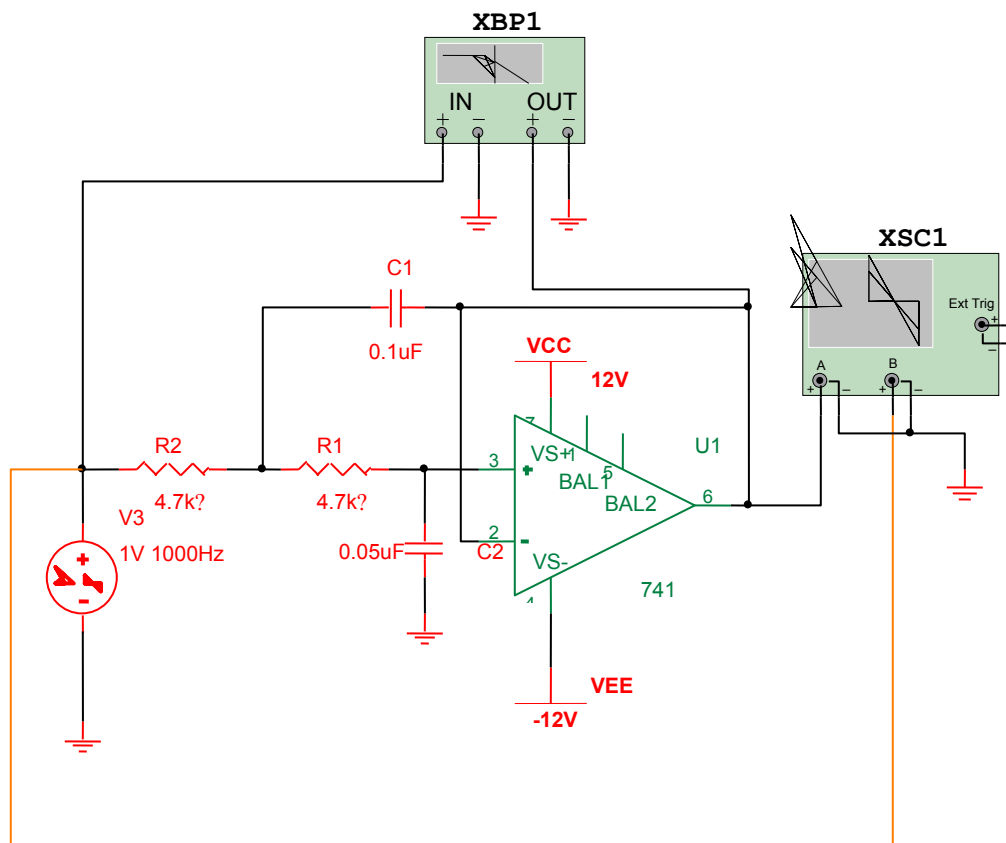 XBP1
IN OUT
+ − + −
XSC1
Ext Trig
+
−
A B
+ − + −
C1
0.1uF
VCC
12V
7
VS+ 1
BAL1 5
BAL2
U1
R2
4.7k?
R1
4.7k?
3
+
6
2
-
V3
1V 1000Hz
+
-
0.05uF
C2
VS-
4
741
VEE
-12V